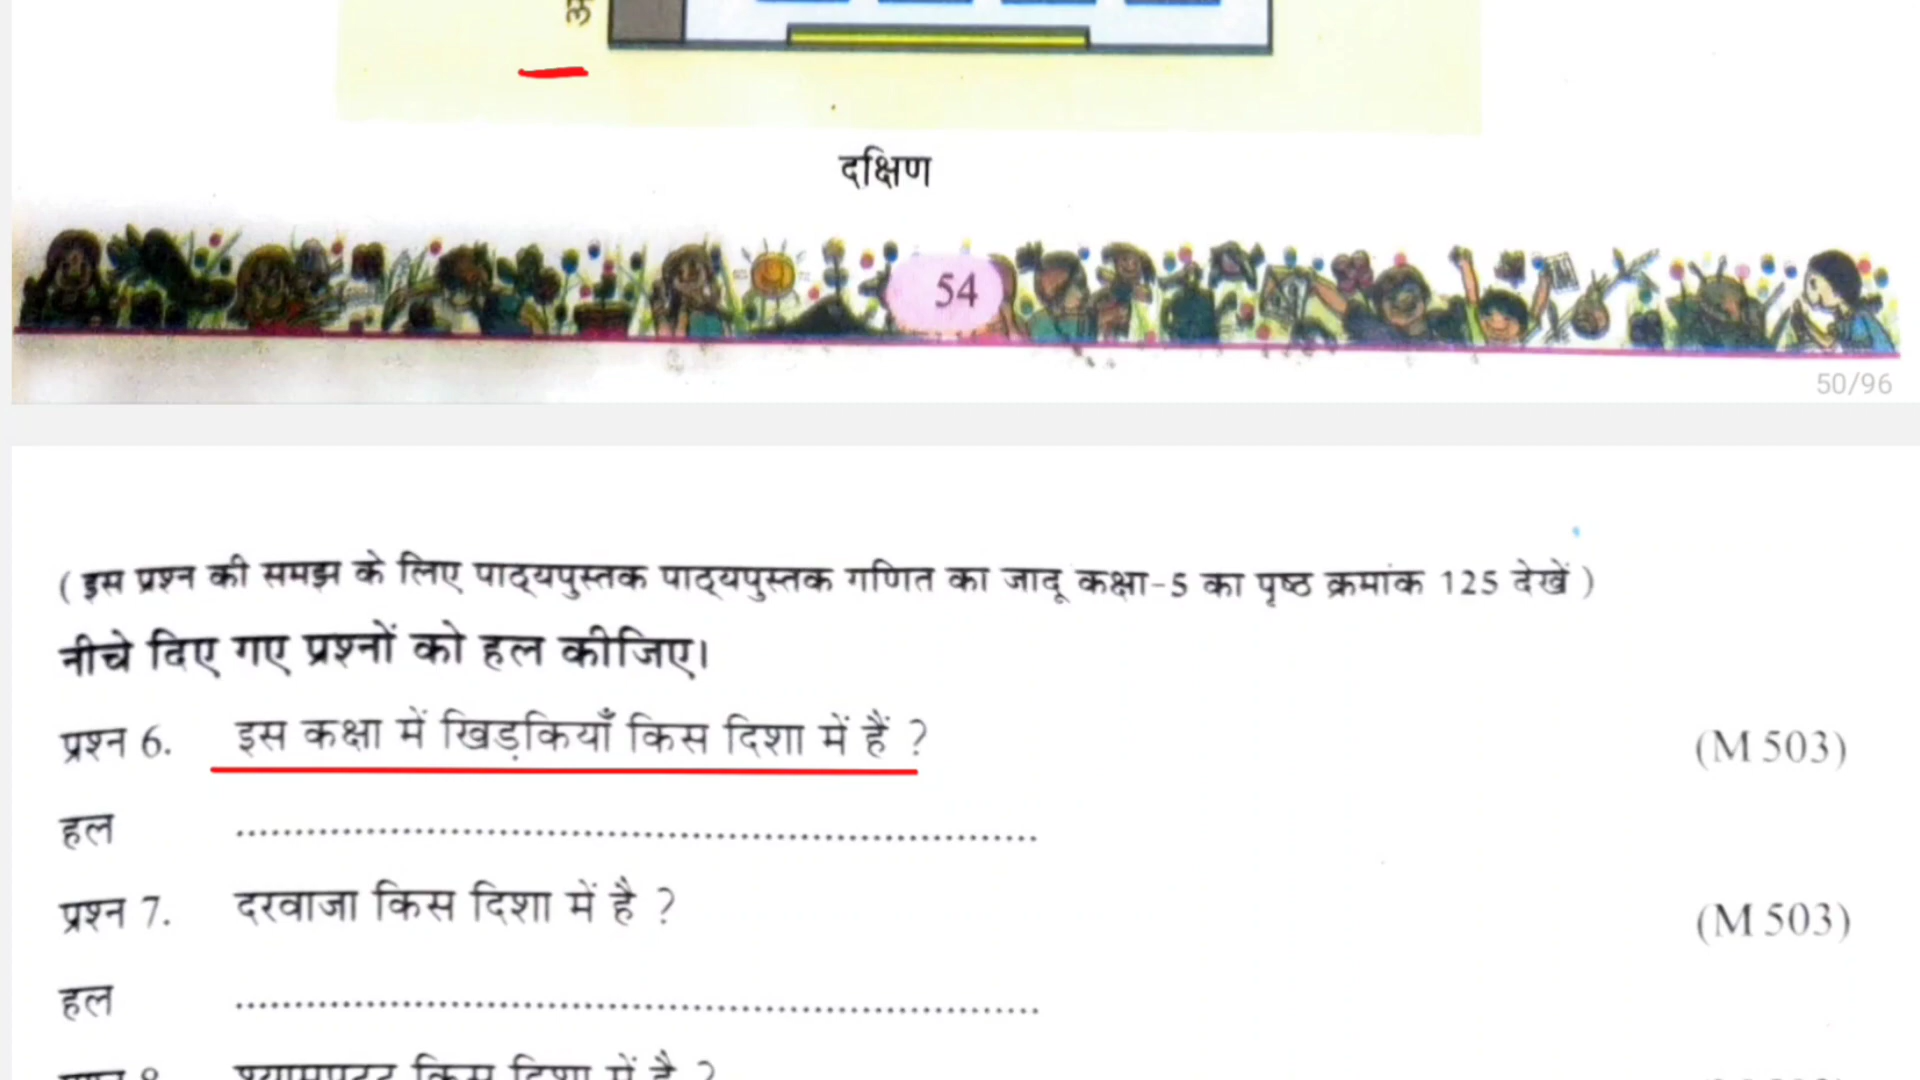 दक्षिण
54
50/96
( इस प्रश्न की समझ के लिए पाठ्यपुस्तक पाठ्यपुस्तक गणित का जादू कक्षा-5 का पृष्ठ क्रमांक 125 देखें )
नीचे दिए गए प्रश्नों को हल कीजिए।
प्रश्न 6. इस कक्षा में खिड़कियाँ किस दिशा में हैं ? (M 503)
हल ................................................................................
प्रश्न 7. दरवाजा किस दिशा में है ? (M 503)
हल ................................................................................